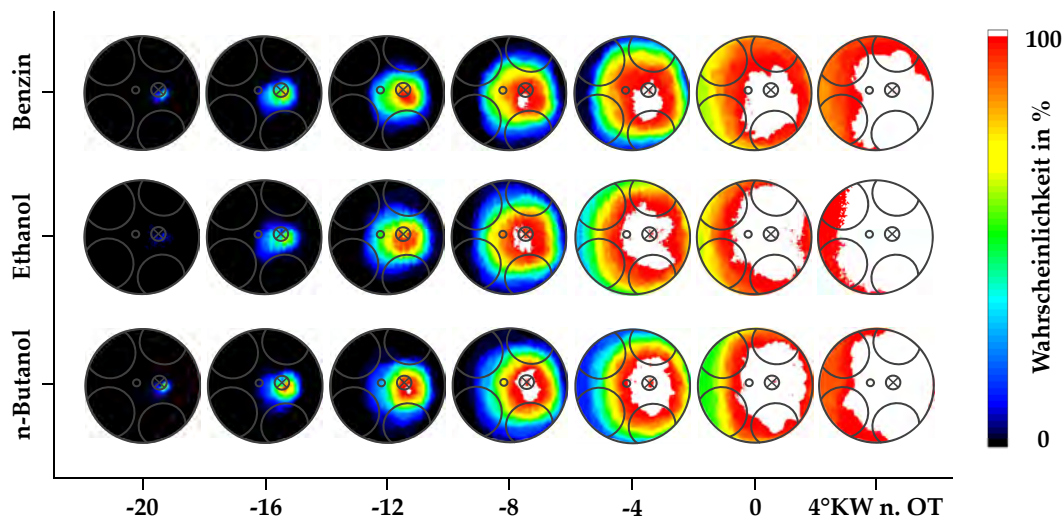 Benzin
Ethanol
n-Butanol
-20 -16 -12 -8 -4 0 4°KW n. OT
100
Wahrscheinlichkeit in %
0